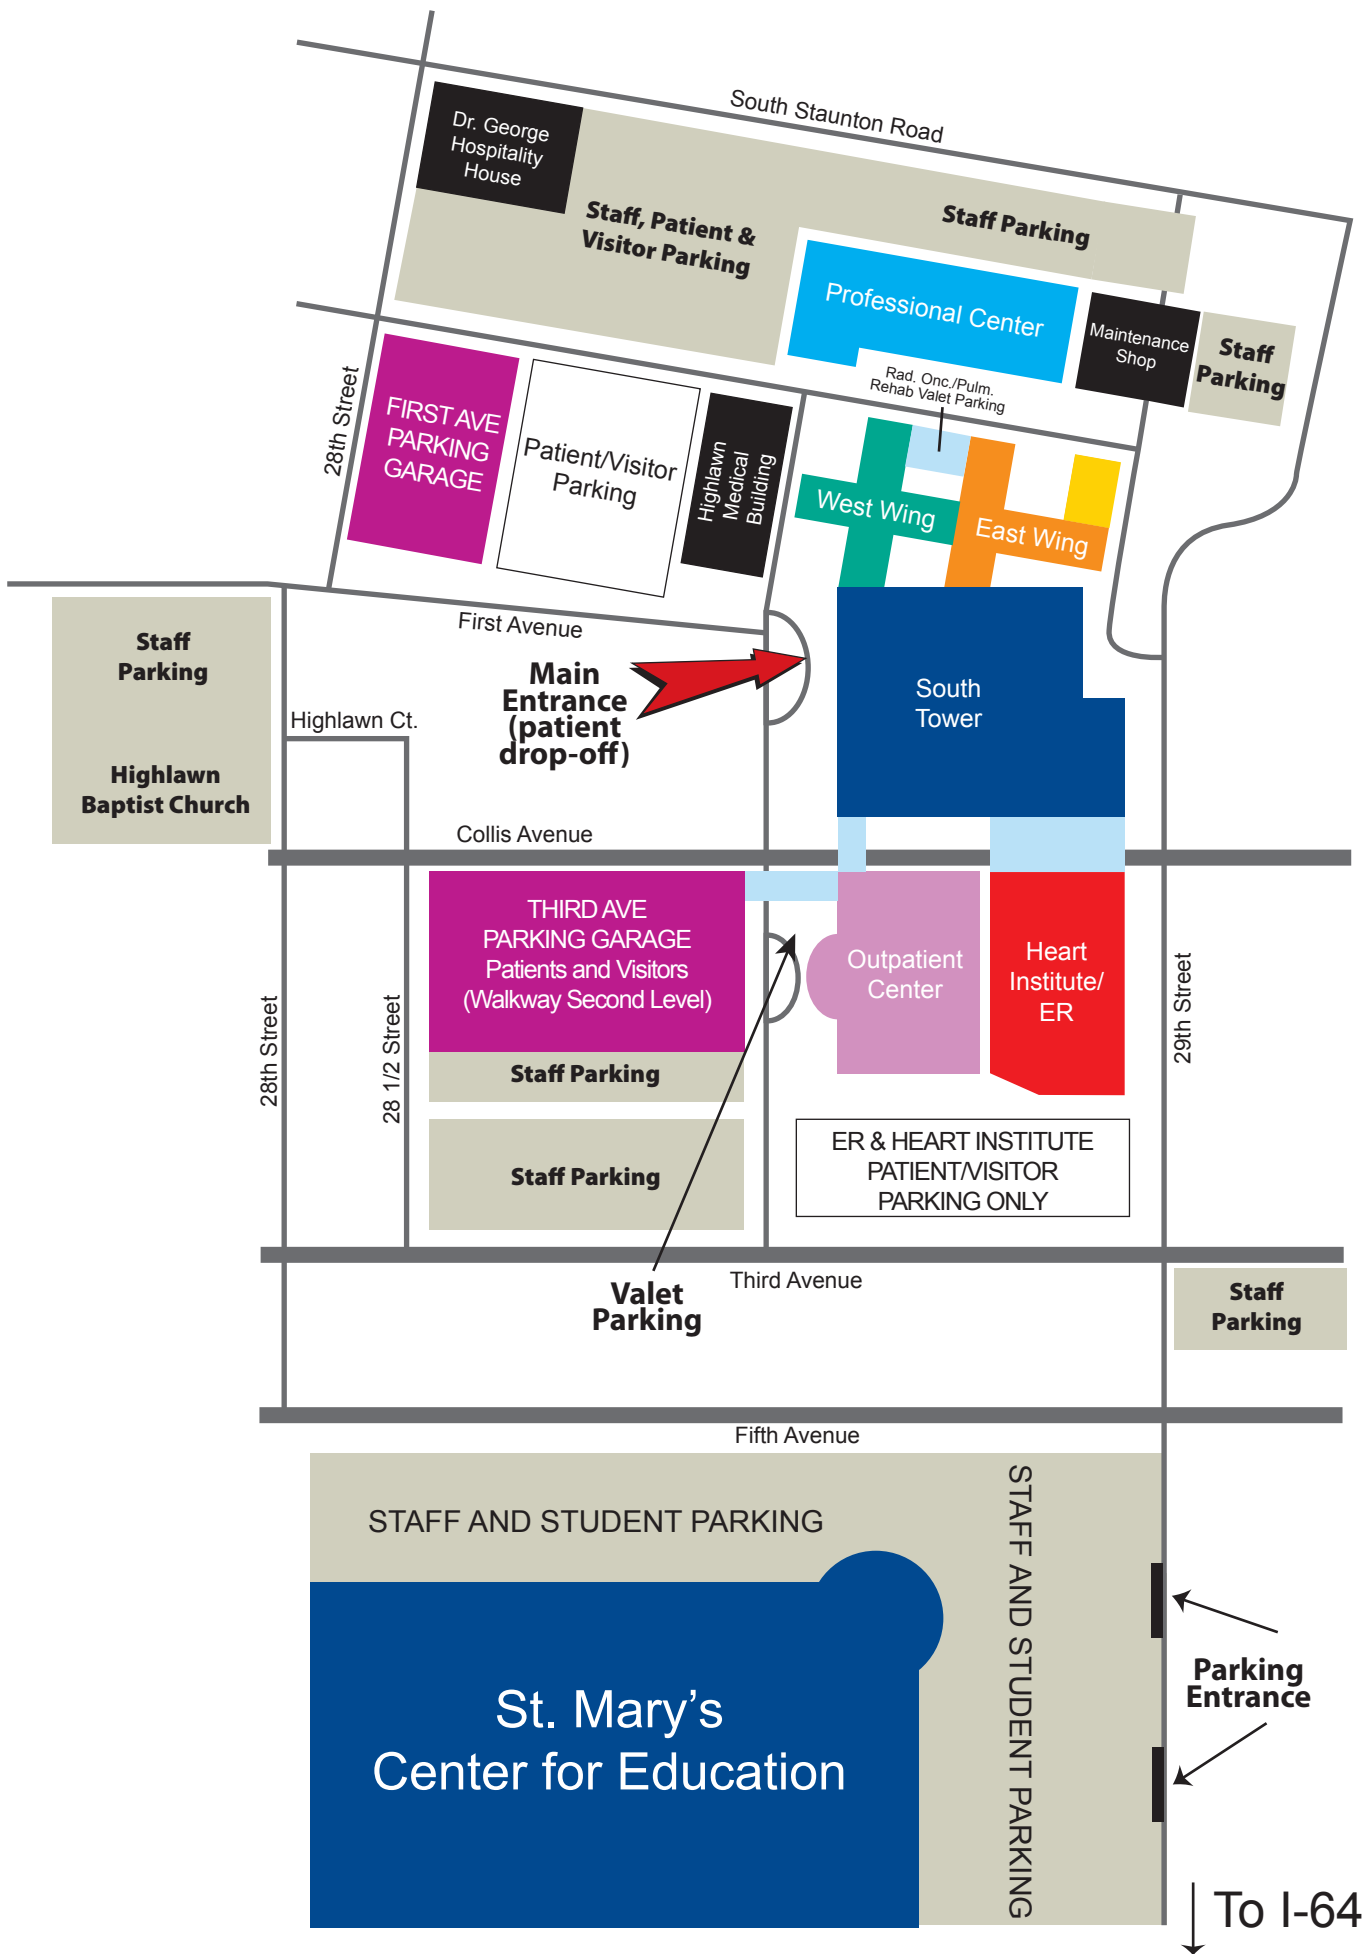 South Staunton Road
Dr. George
Hospitality
House
Staff, Patient &
Visitor Parking
Staff Parking
Professional Center
Maintenance
Shop
Staff
Parking
Rad. Onc./Pulm.
Rehab Valet Parking
28th Street
FIRST AVE
PARKING
GARAGE
Patient/Visitor
Parking
Highlawn
Medical
Building
West Wing
East Wing
First Avenue
Staff
Parking
Highlawn
Baptist Church
Main
Entrance
(patient
drop-off)
South
Tower
Highlawn Ct.
Collis Avenue
THIRD AVE
PARKING GARAGE
Patients and Visitors
(Walkway Second Level)
Outpatient
Center
Heart
Institute/
ER
28th Street
28 1/2 Street
29th Street
Staff Parking
Staff Parking
ER & HEART INSTITUTE
PATIENT/VISITOR
PARKING ONLY
Valet
Parking
Third Avenue
Staff
Parking
Fifth Avenue
STAFF AND STUDENT PARKING
STAFF AND STUDENT PARKING
St. Mary’s
Center for Education
Parking
Entrance
To I-64